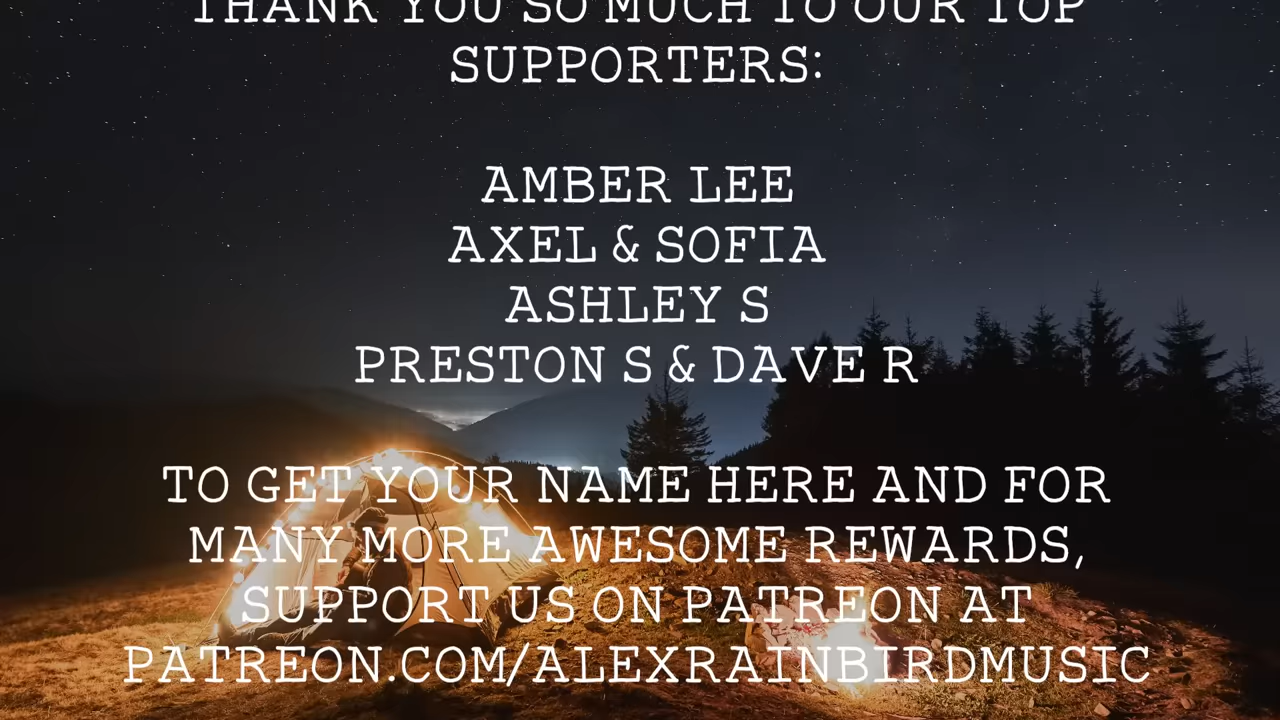 THANK YOU SO MUCH TO OUR TOP
SUPPORTERS:
AMBER LEE
AXEL & SOFIA
ASHLEY S
PRESTON S & DAVE R
TO GET YOUR NAME HERE AND FOR
MANY MORE AWESOME REWARDS,
SUPPORT US ON PATREON AT
PATREON.COM/ALEXRAINBIRDMUSIC